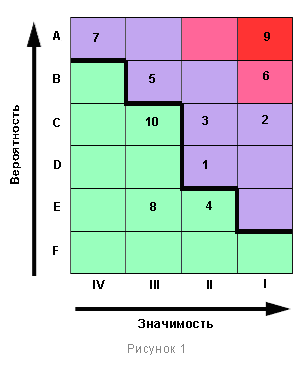 A 7 9
B 5 6
C 10 3 2
D 1
E 8 4
F
IV III II I
Вероятность
Значимость
Рисунок 1